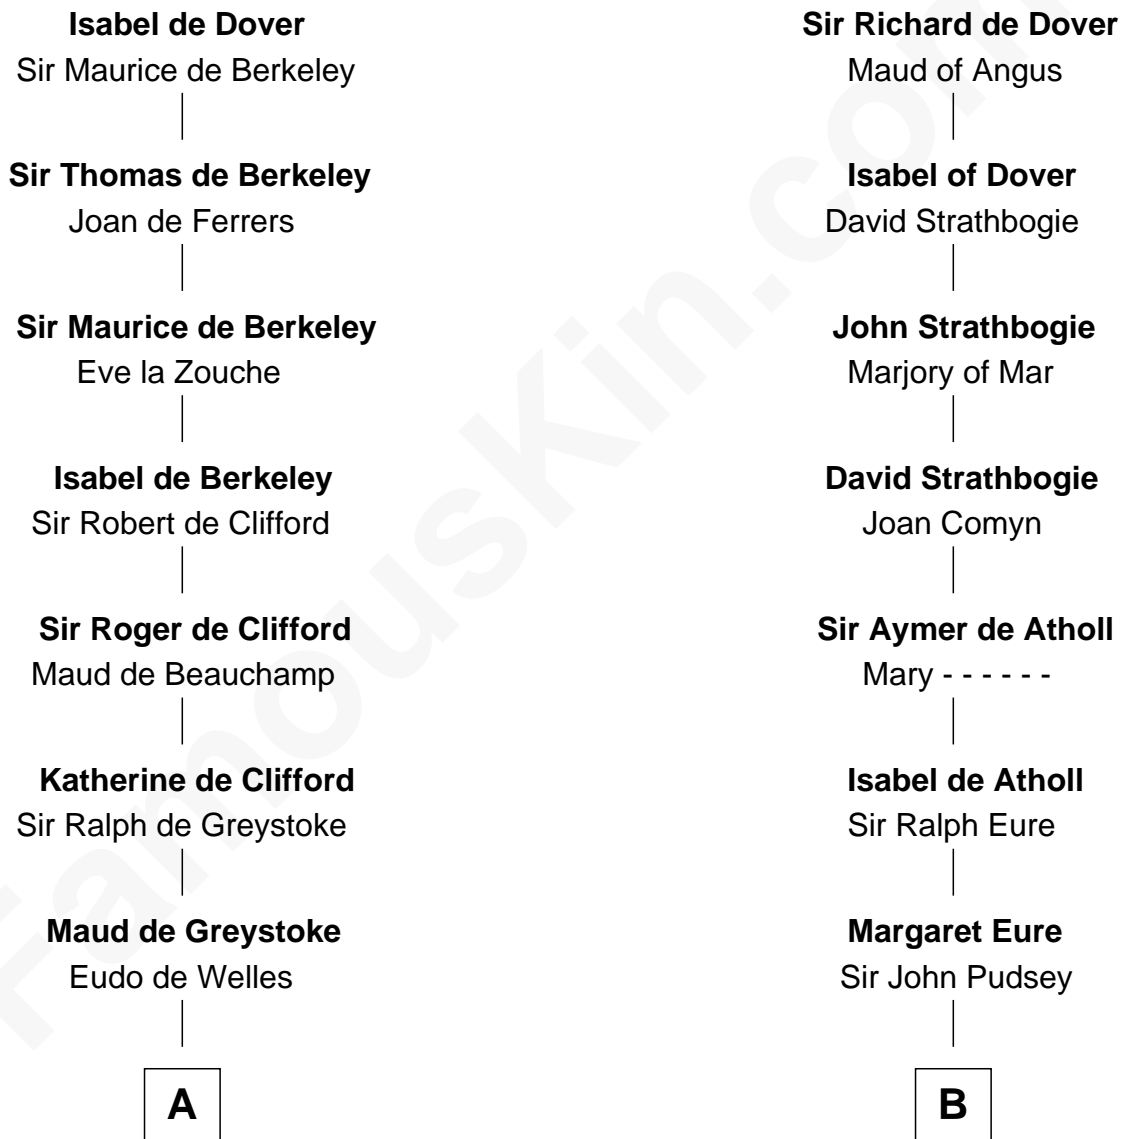 Isabel de Dover
Sir Maurice de Berkeley
Sir Thomas de Berkeley
Joan de Ferrers
Sir Maurice de Berkeley
Eve la Zouche
Isabel de Berkeley
Sir Robert de Clifford
Sir Roger de Clifford
Maud de Beauchamp
Katherine de Clifford
Sir Ralph de Greystoke
Maud de Greystoke
Eudo de Welles
A
Sir Richard de Dover
Maud of Angus
Isabel of Dover
David Strathbogie
John Strathbogie
Marjory of Mar
David Strathbogie
Joan Comyn
Sir Aymer de Atholl
Mary - - - - - -
Isabel de Atholl
Sir Ralph Eure
Margaret Eure
Sir John Pudsey
B
FamousKin.com